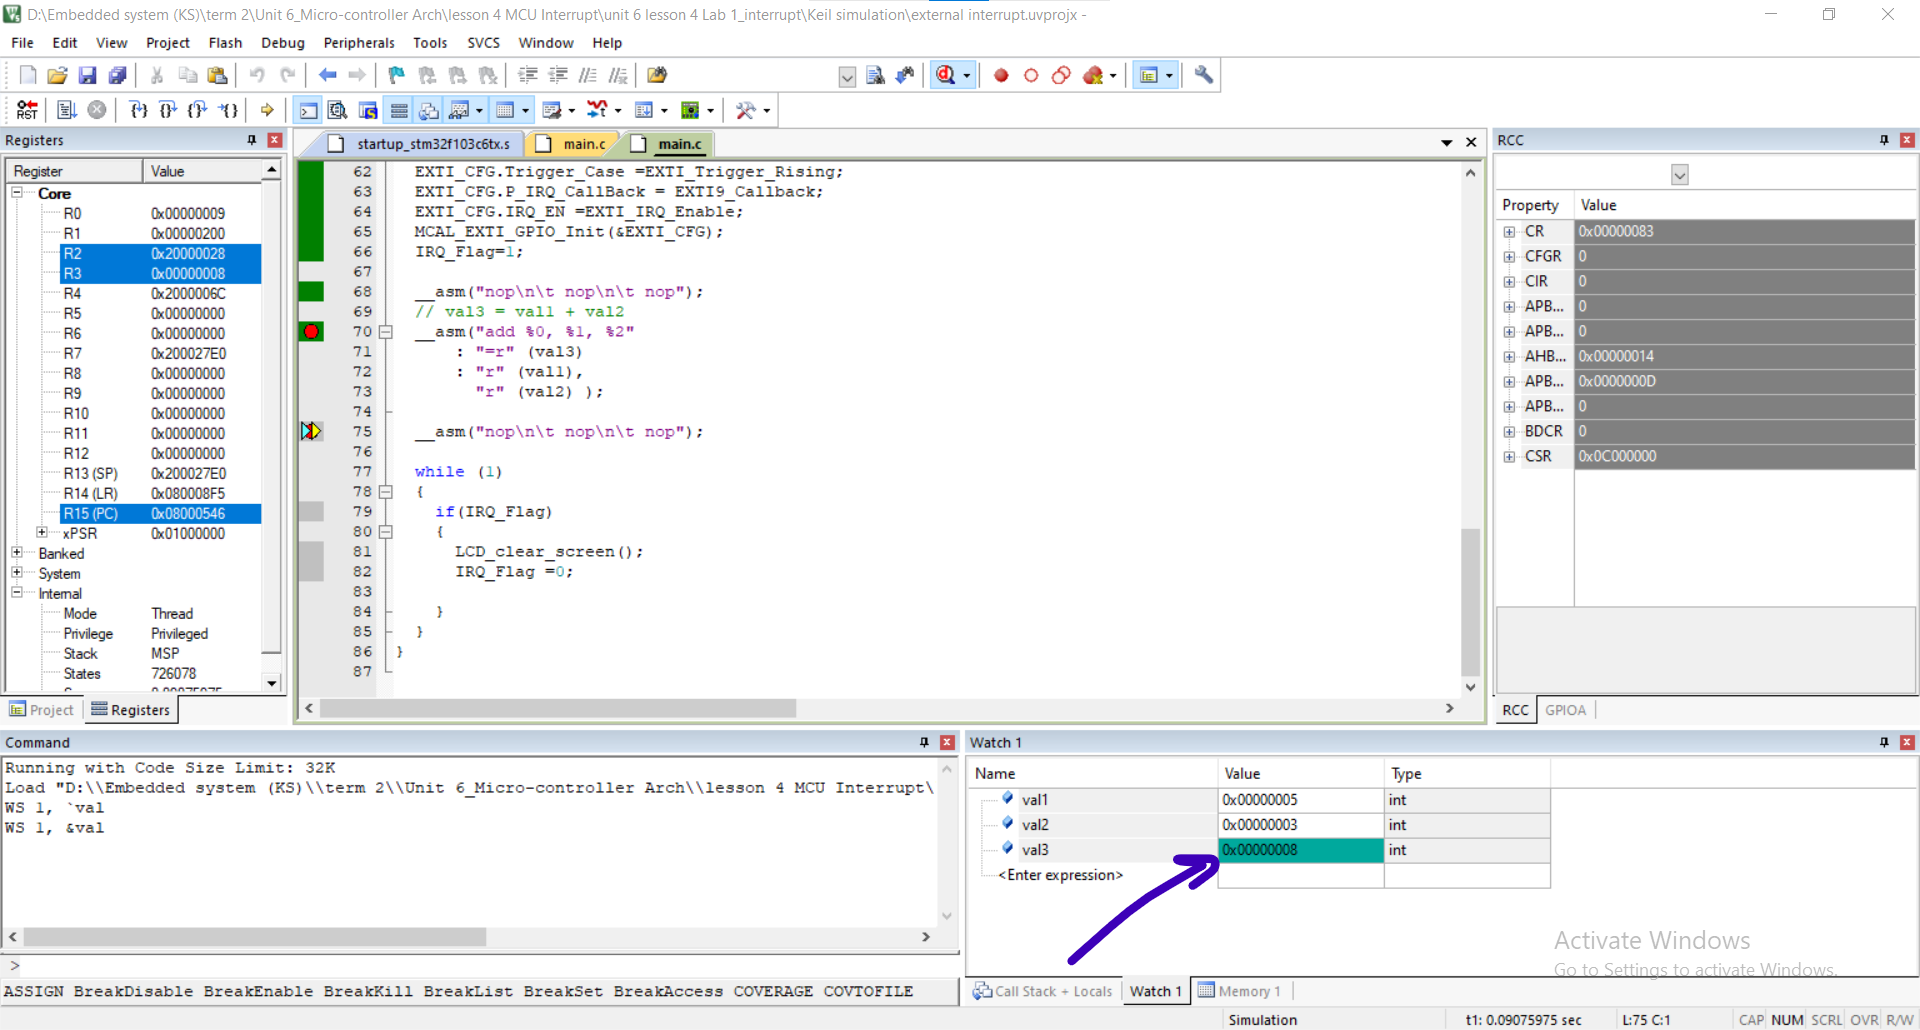 D:\Embedded system (KS)\term 2\Unit 6_Micro-controller Arch\lesson 4 MCU Interrupt\unit 6 lesson 4 Lab 1_interrupt\Keil simulation\external interrupt.uvprojx -
File Edit View Project Flash Debug Peripherals Tools SVCS Window Help
RST
Registers
Register Value
Core
R0 0x00000009
R1 0x00000200
R2 0x20000028
R3 0x00000008
R4 0x2000006C
R5 0x00000000
R6 0x00000000
R7 0x200027E0
R8 0x00000000
R9 0x00000000
R10 0x00000000
R11 0x00000000
R12 0x00000000
R13 (SP) 0x200027E0
R14 (LR) 0x080008F5
R15 (PC) 0x08000546
xPSR 0x01000000
Banked
System
Internal
Mode Thread
Privilege Privileged
Stack MSP
States 726078
Project Registers
startup_stm32f103c6tx.s main.c main.c
62 EXTI_CFG.Trigger_Case =EXTI_Trigger_Rising;
63 EXTI_CFG.P_IRQ_CallBack = EXTI9_Callback;
64 EXTI_CFG.IRQ_EN =EXTI_IRQ_Enable;
65 MCAL_EXTI_GPIO_Init(&EXTI_CFG);
66 IRQ_Flag=1;
67
68 __asm("nop\n\t nop\n\t nop");
69 // val3 = val1 + val2
70 __asm("add %0, %1, %2"
71 : "=r" (val3)
72 : "r" (val1),
73 "r" (val2) );
74
75 __asm("nop\n\t nop\n\t nop");
76
77 while (1)
78 {
79 if(IRQ_Flag)
80 {
81 LCD_clear_screen();
82 IRQ_Flag =0;
83
84 }
85 }
86 }
87
RCC
Property Value
CR 0x00000083
CFGR 0
CIR 0
APB... 0
APB... 0
AHB... 0x00000014
APB... 0x0000000D
APB... 0
BDCR 0
CSR 0x0C000000
RCC GPIOA
Command
Running with Code Size Limit: 32K
Load "D:\\Embedded system (KS)\\term 2\\Unit 6_Micro-controller Arch\\lesson 4 MCU Interrupt\
WS 1, `val
WS 1, &val
>
ASSIGN BreakDisable BreakEnable BreakKill BreakList BreakSet BreakAccess COVERAGE COVTOFILE
Watch 1
Name Value Type
val1 0x00000005 int
val2 0x00000003 int
val3 0x00000008 int
<Enter expression>
Activate Windows
Go to Settings to activate Windows.
Call Stack + Locals Watch 1 Memory 1
Simulation t1: 0.09075975 sec L:75 C:1 CAP NUM SCRL OVR R/W